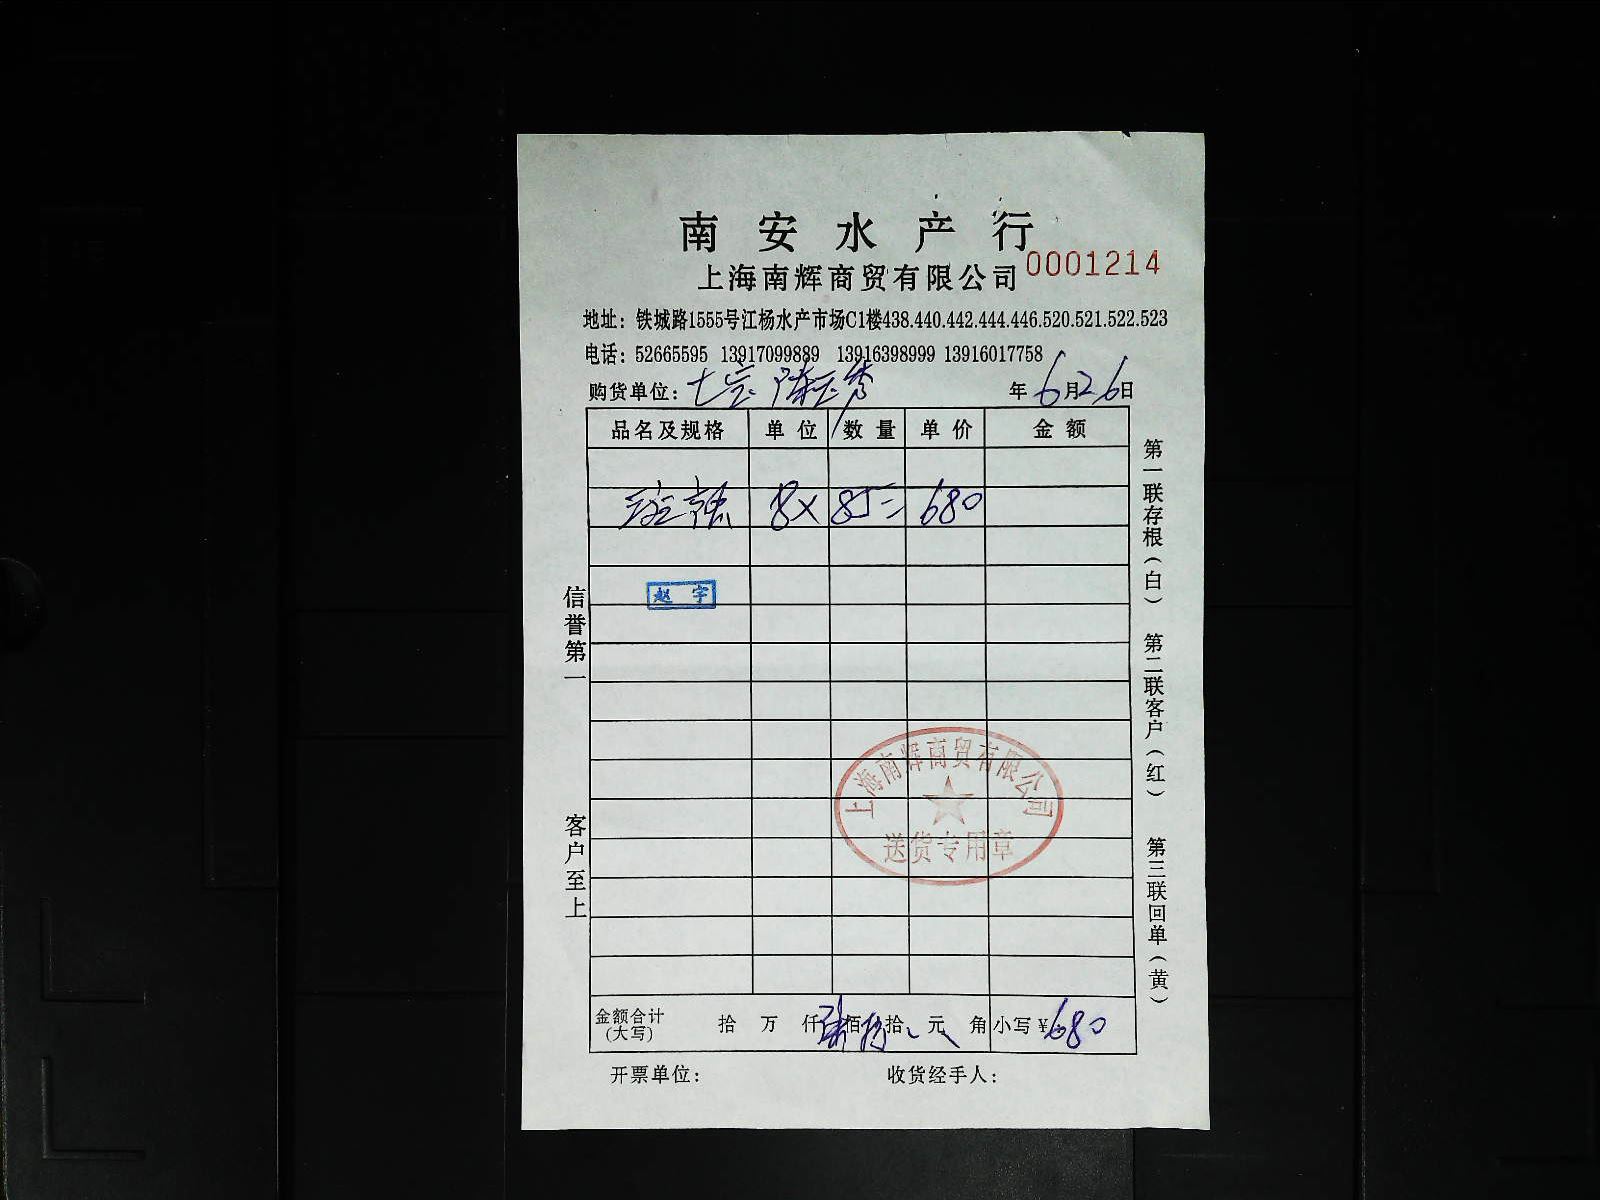 南安水产行
上海南辉商贸有限公司 0001214
地址：铁城路1555号江杨水产市场C1楼438.440.442.444.446.520.521.522.523
电话：52665595 13917099889 13916398999 13916017758
购货单位：七宝 陈玉秀 年6月26日
品名及规格 单位 数量 单价 金额
8×85=680
赵宇
信誉第一
客户至上
上海南辉商贸有限公司
送货专用章
第一联存根（白）
第二联客户（红）
第三联回单（黄）
金额合计 拾 万 仟 陆佰 捌拾 元 角 小写¥680
(大写)
开票单位： 收货经手人：